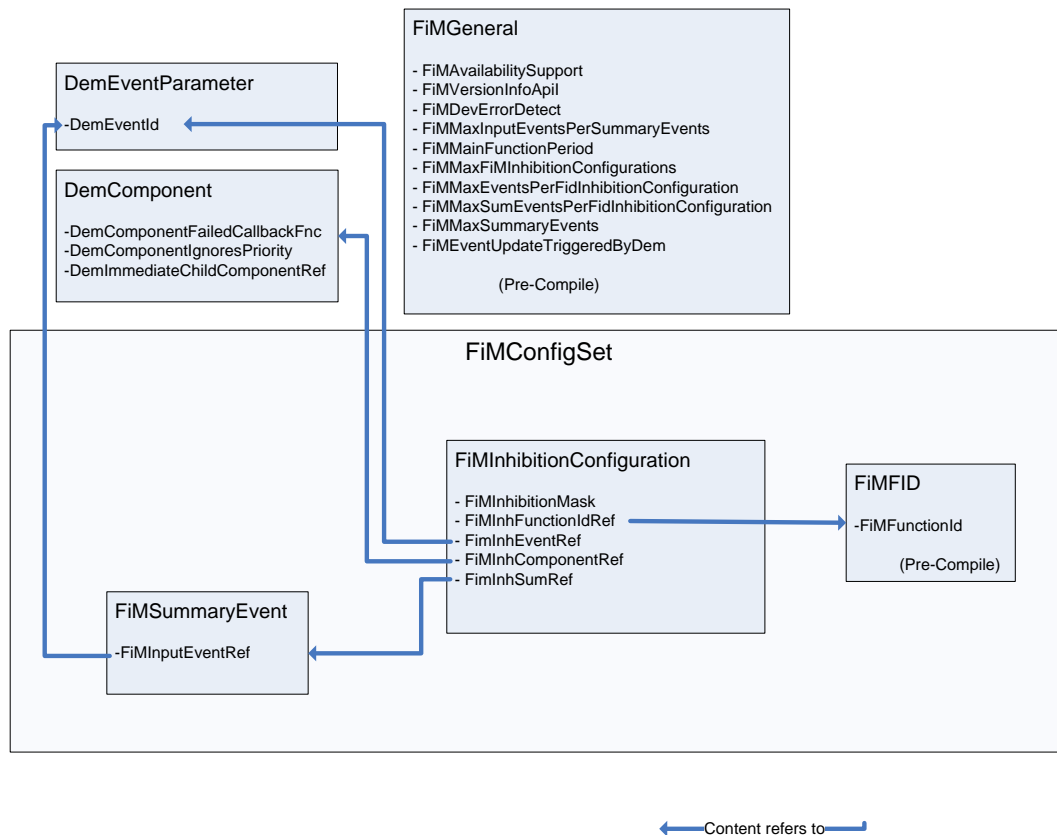 FiMGeneral
- FiMAvailabilitySupport
- FiMVersionInfoApiI
- FiMDevErrorDetect
- FiMMaxInputEventsPerSummaryEvents
- FiMMainFunctionPeriod
- FiMMaxFiMInhibitionConfigurations
- FiMMaxEventsPerFidInhibitionConfiguration
- FiMMaxSumEventsPerFidInhibitionConfiguration
- FiMMaxSummaryEvents
- FiMEventUpdateTriggeredByDem
(Pre-Compile)
DemEventParameter
-DemEventId
DemComponent
-DemComponentFailedCallbackFnc
-DemComponentIgnoresPriority
-DemImmediateChildComponentRef
FiMConfigSet
FiMInhibitionConfiguration
- FiMInhibitionMask
- FiMInhFunctionIdRef
- FimInhEventRef
- FiMInhComponentRef
- FimInhSumRef
FiMFID
-FiMFunctionId
(Pre-Compile)
FiMSummaryEvent
-FiMInputEventRef
Content refers to